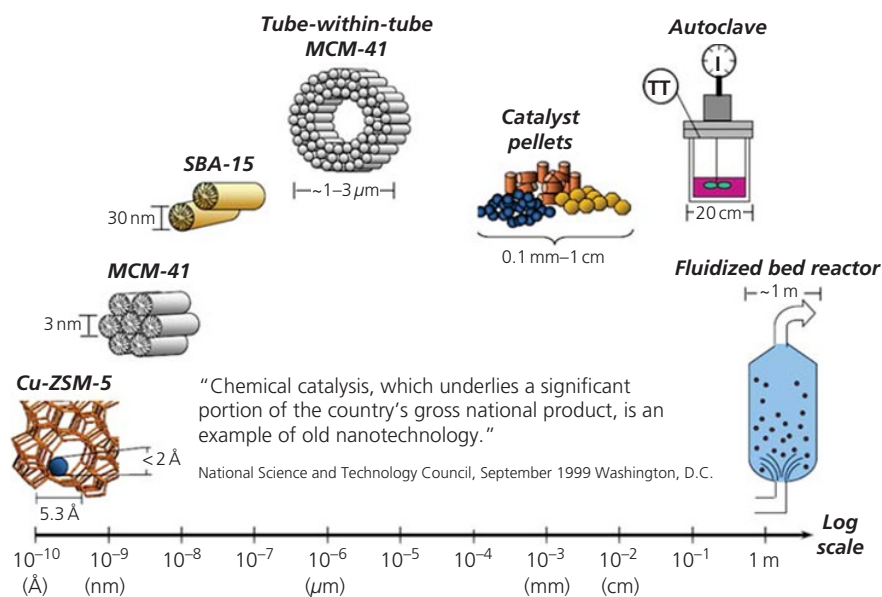 Tube-within-tube
MCM-41
Autoclave
I
TT
Catalyst
pellets
SBA-15
~1–3 μm
30 nm
20 cm
0.1 mm–1 cm
MCM-41
Fluidized bed reactor
~1 m
3 nm
Cu-ZSM-5
"Chemical catalysis, which underlies a significant
portion of the country's gross national product, is an
example of old nanotechnology."
<2 Å
National Science and Technology Council, September 1999 Washington, D.C.
5.3 Å
Log
scale
10⁻¹⁰ 10⁻⁹ 10⁻⁸ 10⁻⁷ 10⁻⁶ 10⁻⁵ 10⁻⁴ 10⁻³ 10⁻² 10⁻¹ 1 m
(Å) (nm) (μm) (mm) (cm)